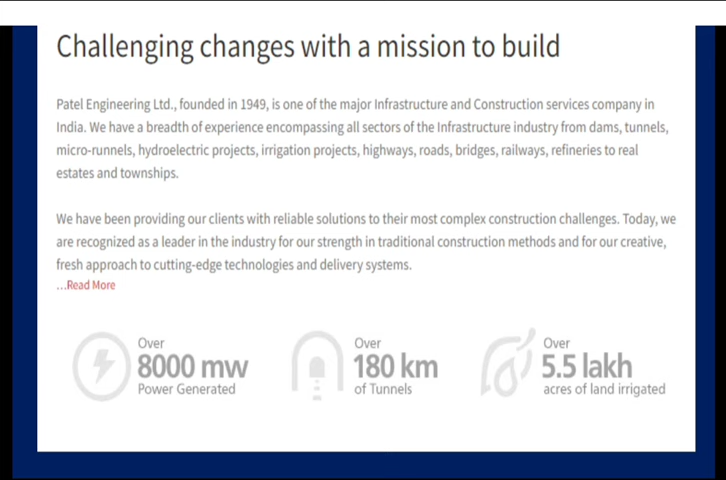 Challenging changes with a mission to build
Patel Engineering Ltd., founded in 1949, is one of the major Infrastructure and Construction services company in
India. We have a breadth of experience encompassing all sectors of the Infrastructure industry from dams, tunnels,
micro-runnels, hydroelectric projects, irrigation projects, highways, roads, bridges, railways, refineries to real
estates and townships.
We have been providing our clients with reliable solutions to their most complex construction challenges. Today, we
are recognized as a leader in the industry for our strength in traditional construction methods and for our creative,
fresh approach to cutting-edge technologies and delivery systems.
...Read More
Over
8000 mw
Power Generated
Over
180 km
of Tunnels
Over
5.5 lakh
acres of land irrigated